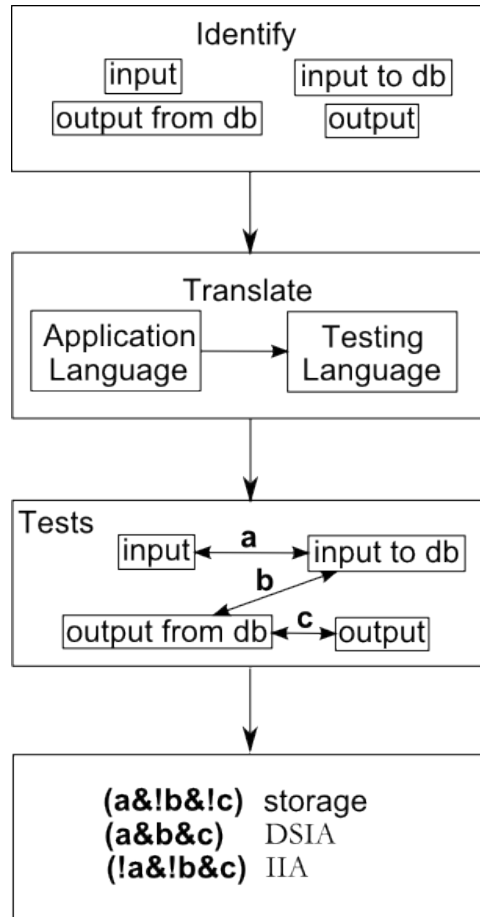 Identify
input
input to db
output from db
output
Translate
Application
Language
Testing
Language
Tests
input
a
input to db
b
output from db
c
output
(a&!b&!c) storage
(a&b&c) DSIA
(!a&!b&c) IIA